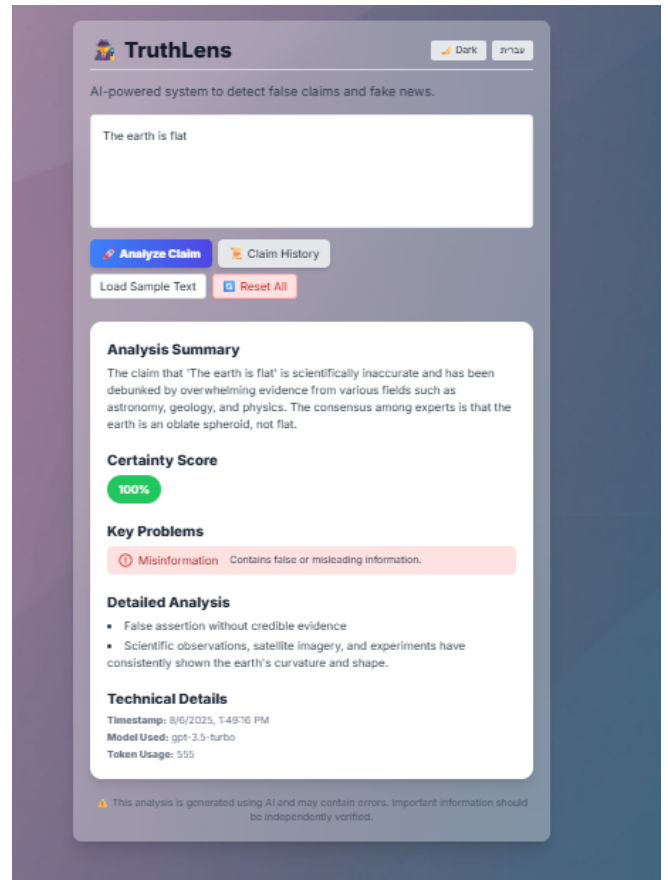 TruthLens
Dark
עברית
AI-powered system to detect false claims and fake news.
The earth is flat
Analyze Claim
Claim History
Load Sample Text
Reset All
Analysis Summary
The claim that 'The earth is flat' is scientifically inaccurate and has been
debunked by overwhelming evidence from various fields such as
astronomy, geology, and physics. The consensus among experts is that the
earth is an oblate spheroid, not flat.
Certainty Score
100%
Key Problems
Misinformation Contains false or misleading information.
Detailed Analysis
• False assertion without credible evidence
• Scientific observations, satellite imagery, and experiments have
consistently shown the earth's curvature and shape.
Technical Details
Timestamp: 8/6/2025, 1:49:16 PM
Model Used: gpt-3.5-turbo
Token Usage: 555
This analysis is generated using AI and may contain errors. Important information should
be independently verified.